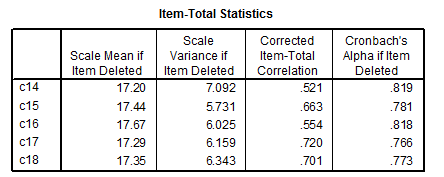 Item-Total Statistics
Scale Mean if Item Deleted | Scale Variance if Item Deleted | Corrected Item-Total Correlation | Cronbach's Alpha if Item Deleted
c14 17.20 7.092 .521 .819
c15 17.44 5.731 .663 .781
c16 17.67 6.025 .554 .818
c17 17.29 6.159 .720 .766
c18 17.35 6.343 .701 .773